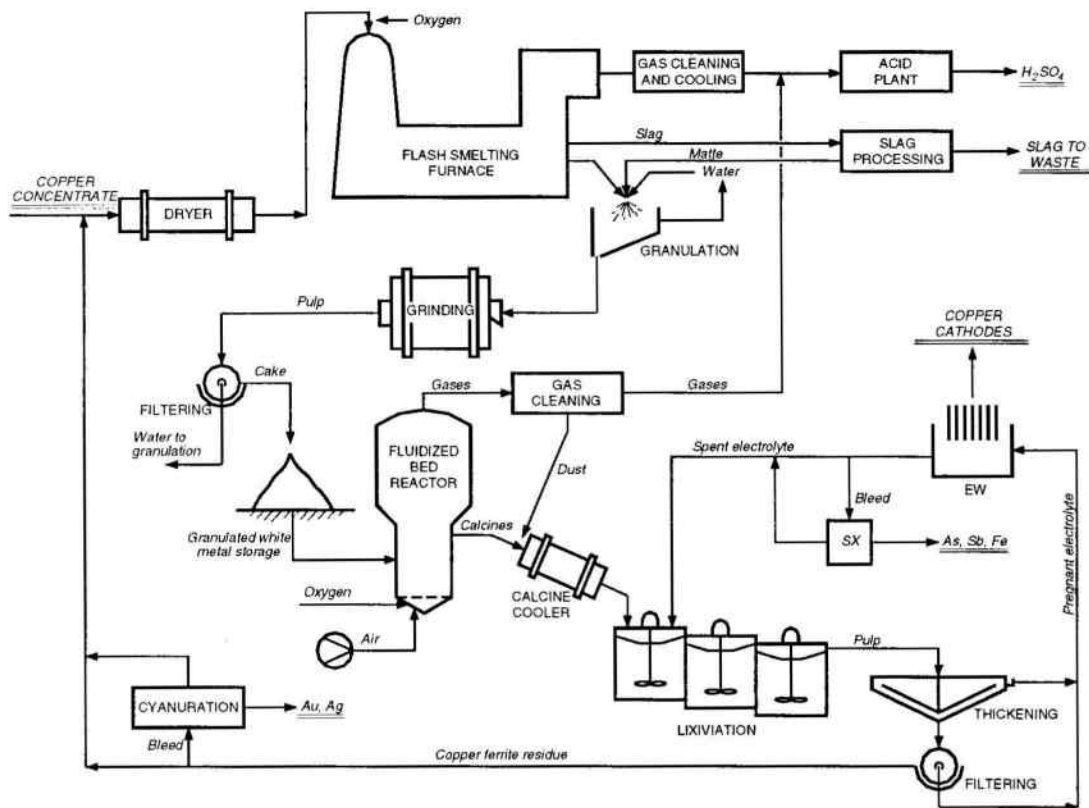 Oxygen
GAS CLEANING
AND COOLING
ACID
PLANT
H2SO4
FLASH SMELTING
FURNACE
Slag
Matte
Water
SLAG
PROCESSING
SLAG TO
WASTE
COPPER
CONCENTRATE
DRYER
GRANULATION
Pulp
GRINDING
COPPER
CATHODES
Cake
FILTERING
Water to
granulation
Gases
GAS
CLEANING
Gases
FLUIDIZED
BED
REACTOR
Dust
Spent electrolyte
EW
Bleed
SX
As, Sb, Fe
Pregnant electrolyte
Granulated white
metal storage
Calcines
CALCINE
COOLER
Oxygen
Air
Pulp
LIXIVIATION
THICKENING
CYANURATION
Au, Ag
Bleed
Copper ferrite residue
FILTERING